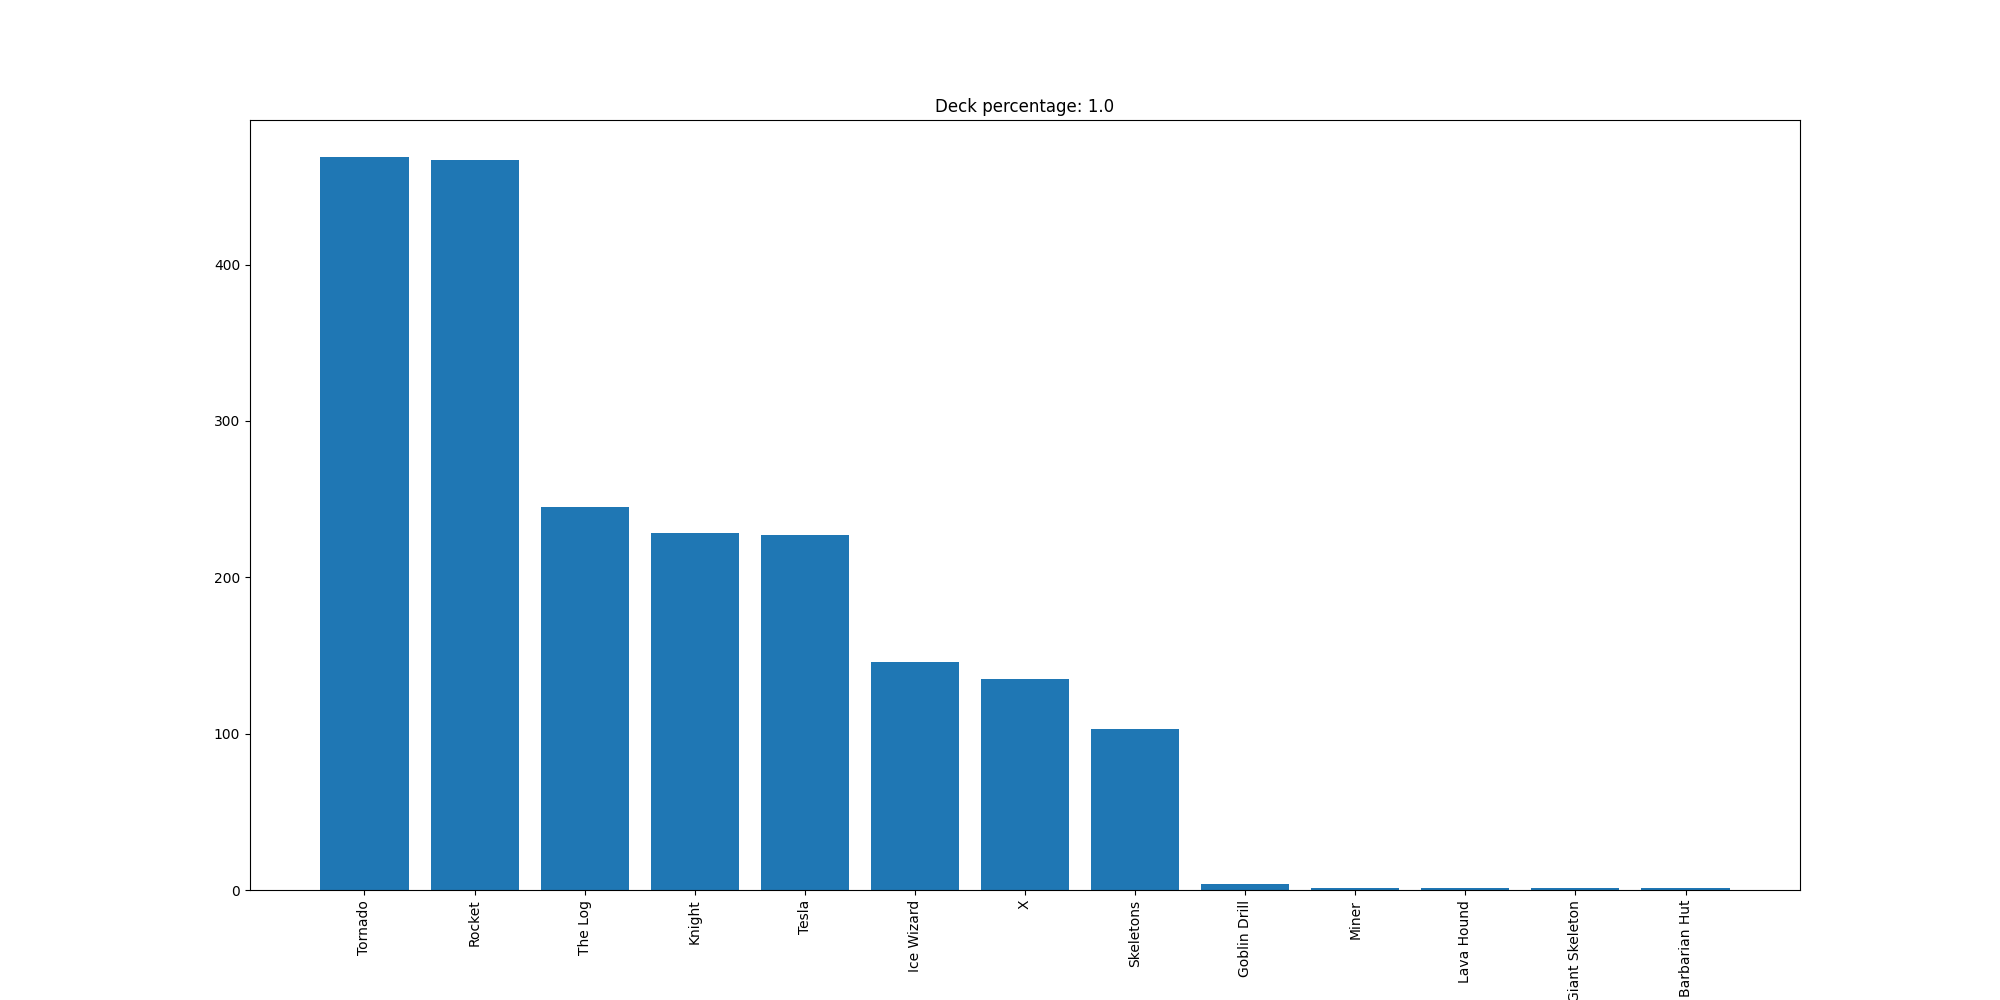 Deck percentage: 1.0
400
300
200
100
0
Tornado
Rocket
The Log
Knight
Tesla
Ice Wizard
X
Skeletons
Goblin Drill
Miner
Lava Hound
Giant Skeleton
Barbarian Hut